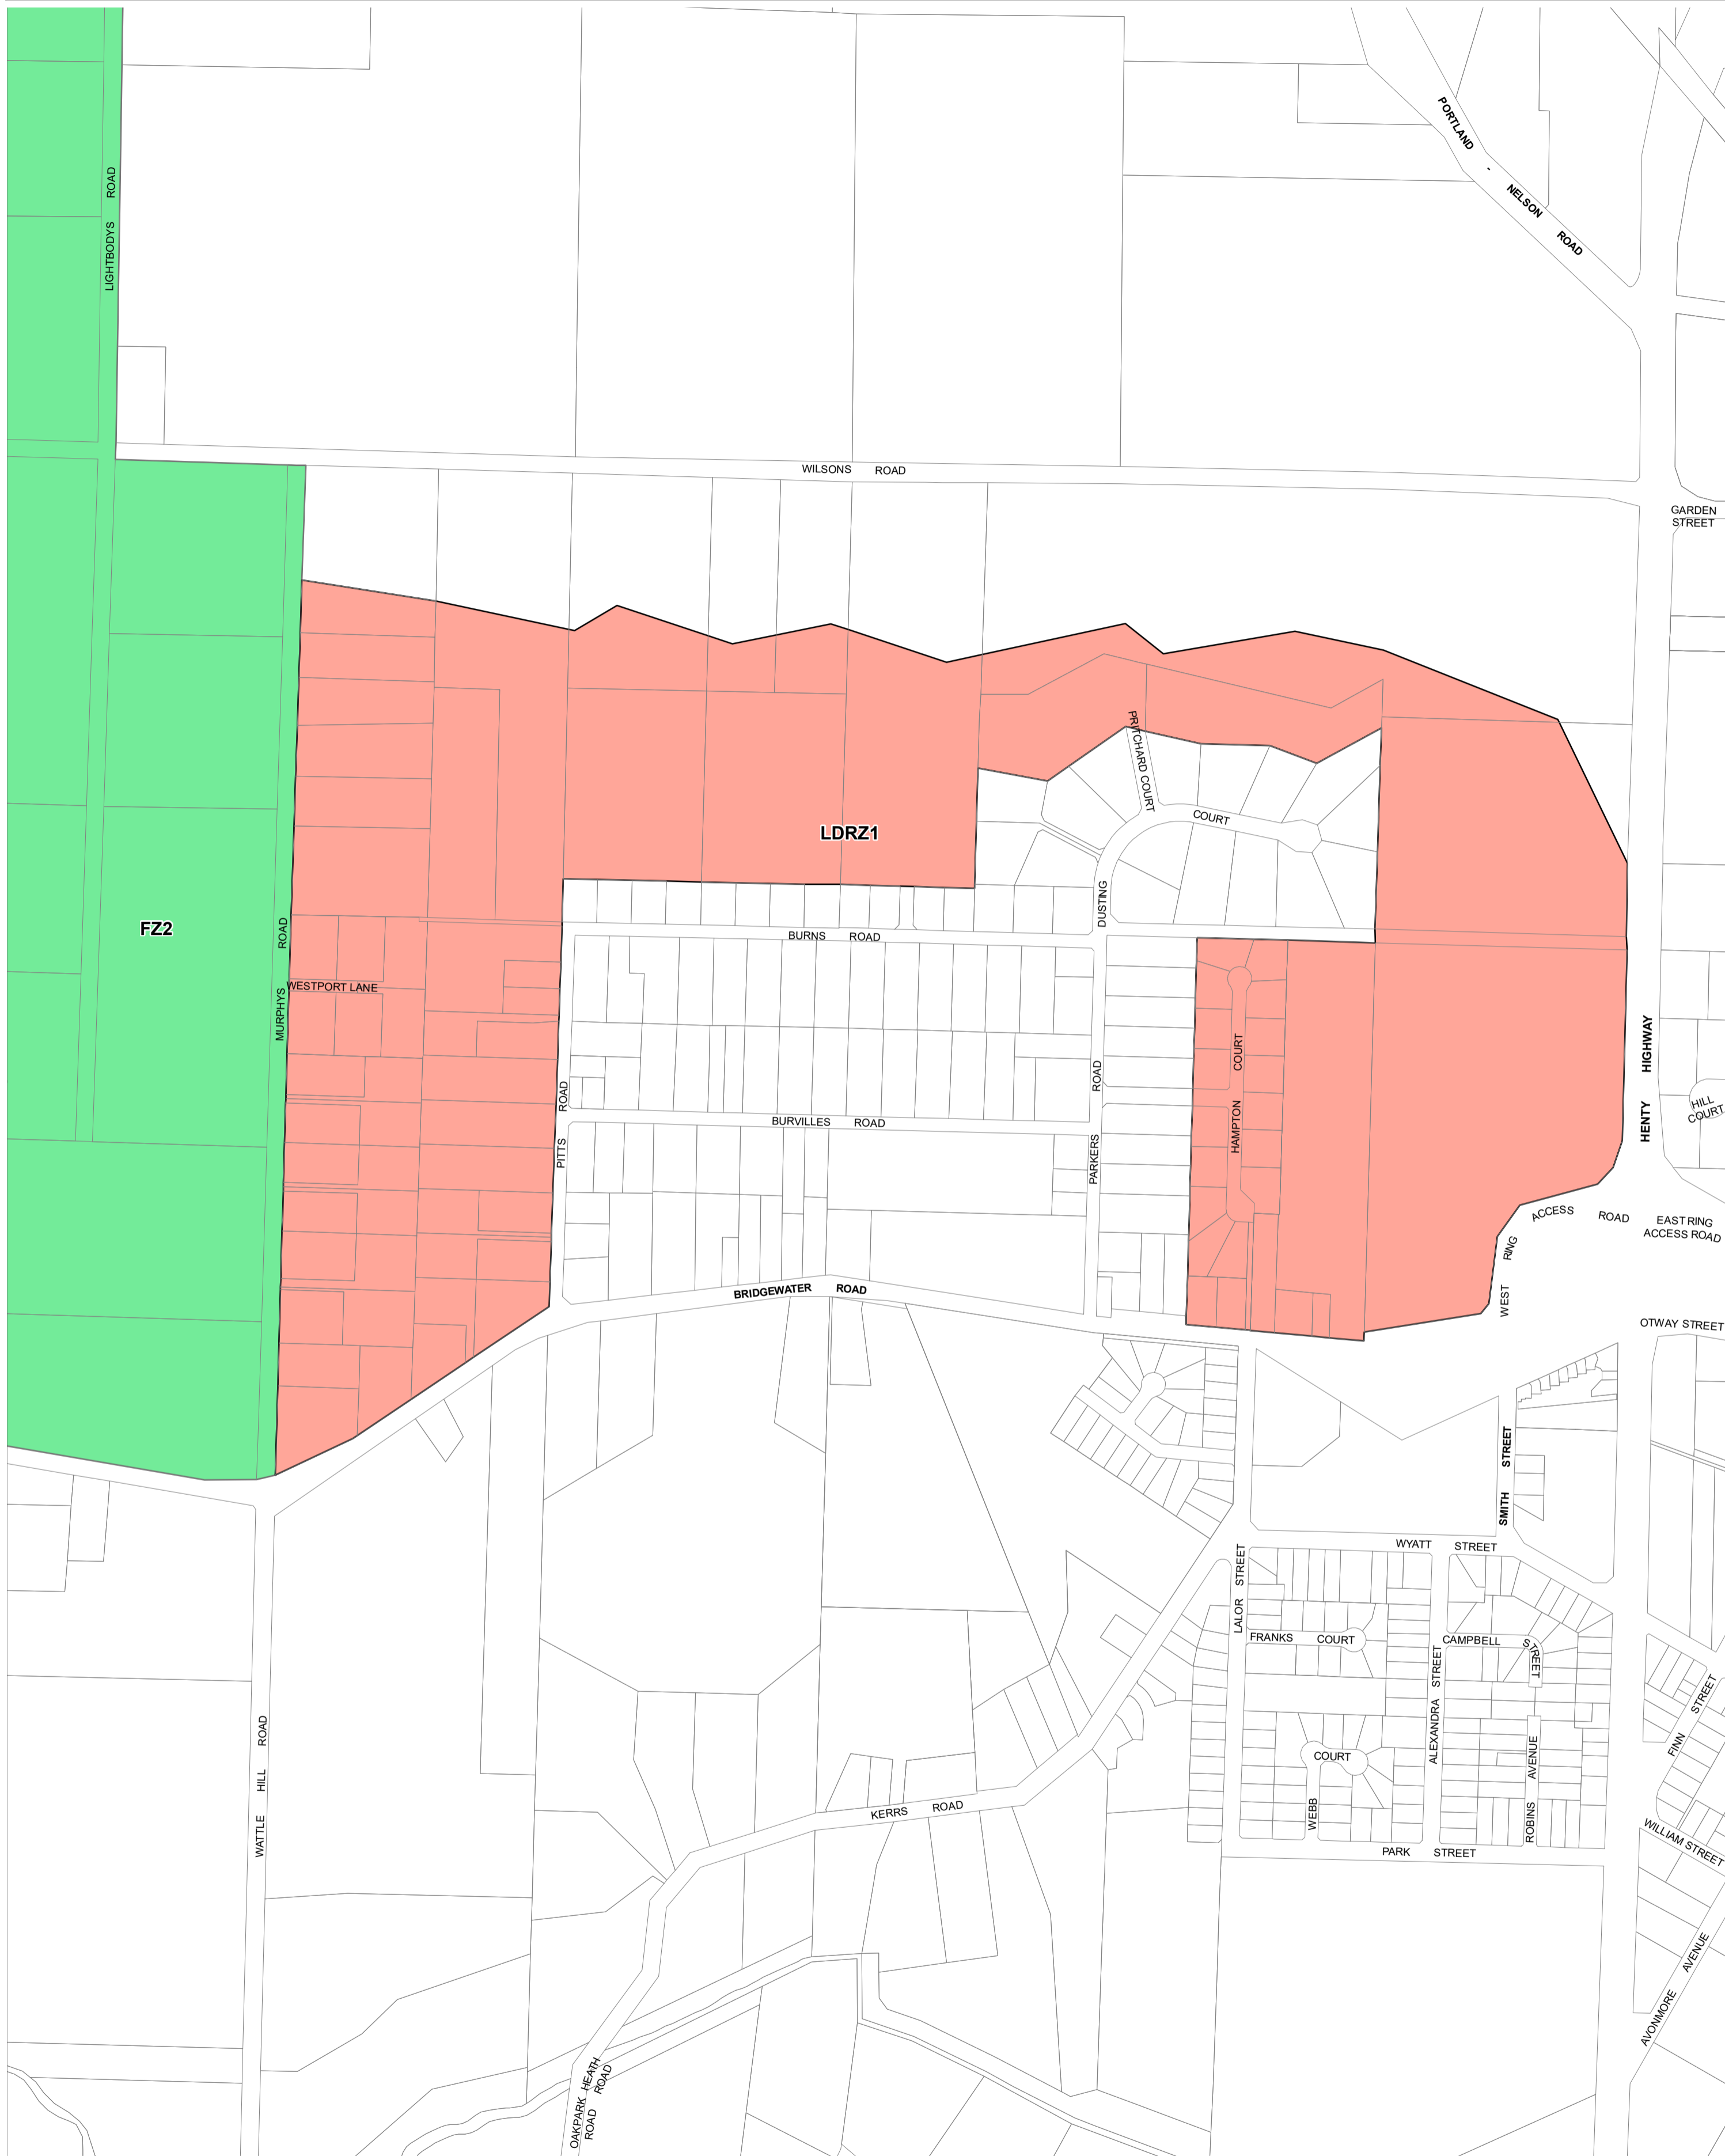 PORTLAND - NELSON ROAD
LIGHTBODYS ROAD
WILSONS ROAD
GARDEN
STREET
PRITCHARD COURT
COURT
LDRZ1
DUSTING
FZ2
MURPHYS ROAD
BURNS ROAD
WESTPORT LANE
HENTY HIGHWAY
HAMPTON COURT
PITTS ROAD
PARKERS ROAD
HILL
COURT
BURVILLES ROAD
WEST RING ACCESS ROAD
EAST RING
ACCESS ROAD
BRIDGEWATER ROAD
OTWAY STREET
SMITH STREET
WYATT STREET
LALOR STREET
FRANKS COURT
CAMPBELL STREET
ALEXANDRA STREET
FINN STREET
WATTLE HILL ROAD
COURT
WEBB
ROBINS AVENUE
KERRS ROAD
PARK STREET
WILLIAM STREET
AVONMORE AVENUE
OAKPARK HEATH
ROAD ROAD